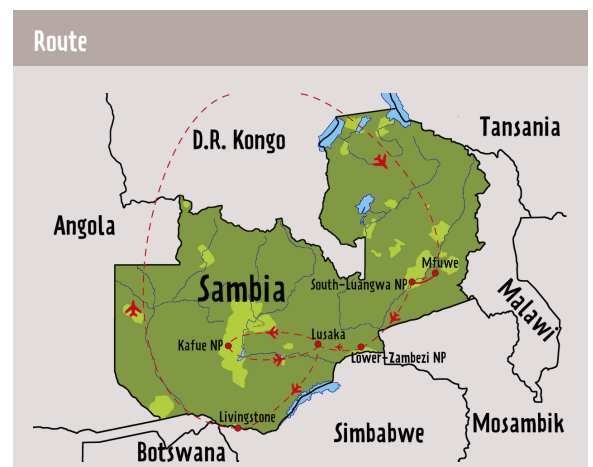 Route
D.R. Kongo
Tansania
Angola
Mfuwe
South-Luangwa NP
Sambia
Malawi
Lusaka
Kafue NP
Lower-Zambezi NP
Livingstone
Simbabwe
Mosambik
Botswana